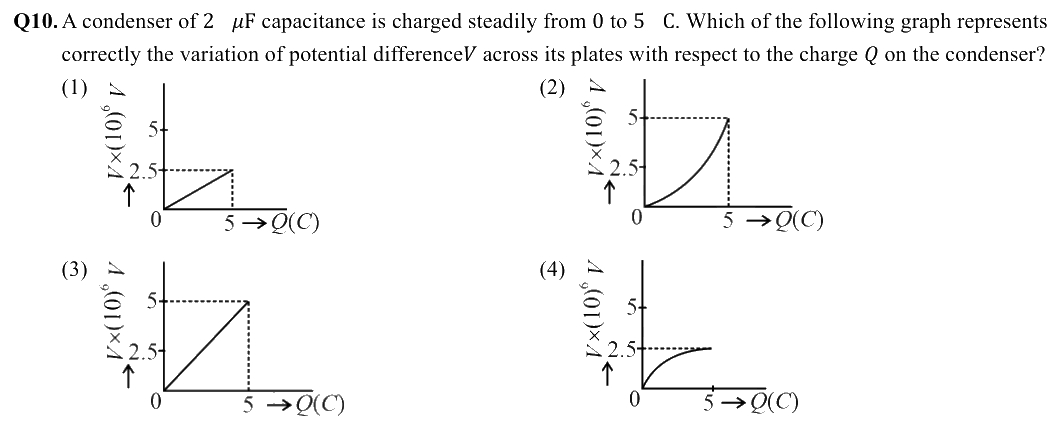 Q10. A condenser of 2 μF capacitance is charged steadily from 0 to 5 C. Which of the following graph represents
correctly the variation of potential differenceV across its plates with respect to the charge Q on the condenser?
(1)
V×(10)⁶ V
5
2.5
0
5 → Q(C)
(2)
V×(10)⁶ V
5
2.5
0
5 → Q(C)
(3)
V×(10)⁶ V
5
2.5
0
5 → Q(C)
(4)
V×(10)⁶ V
5
2.5
0
5 → Q(C)